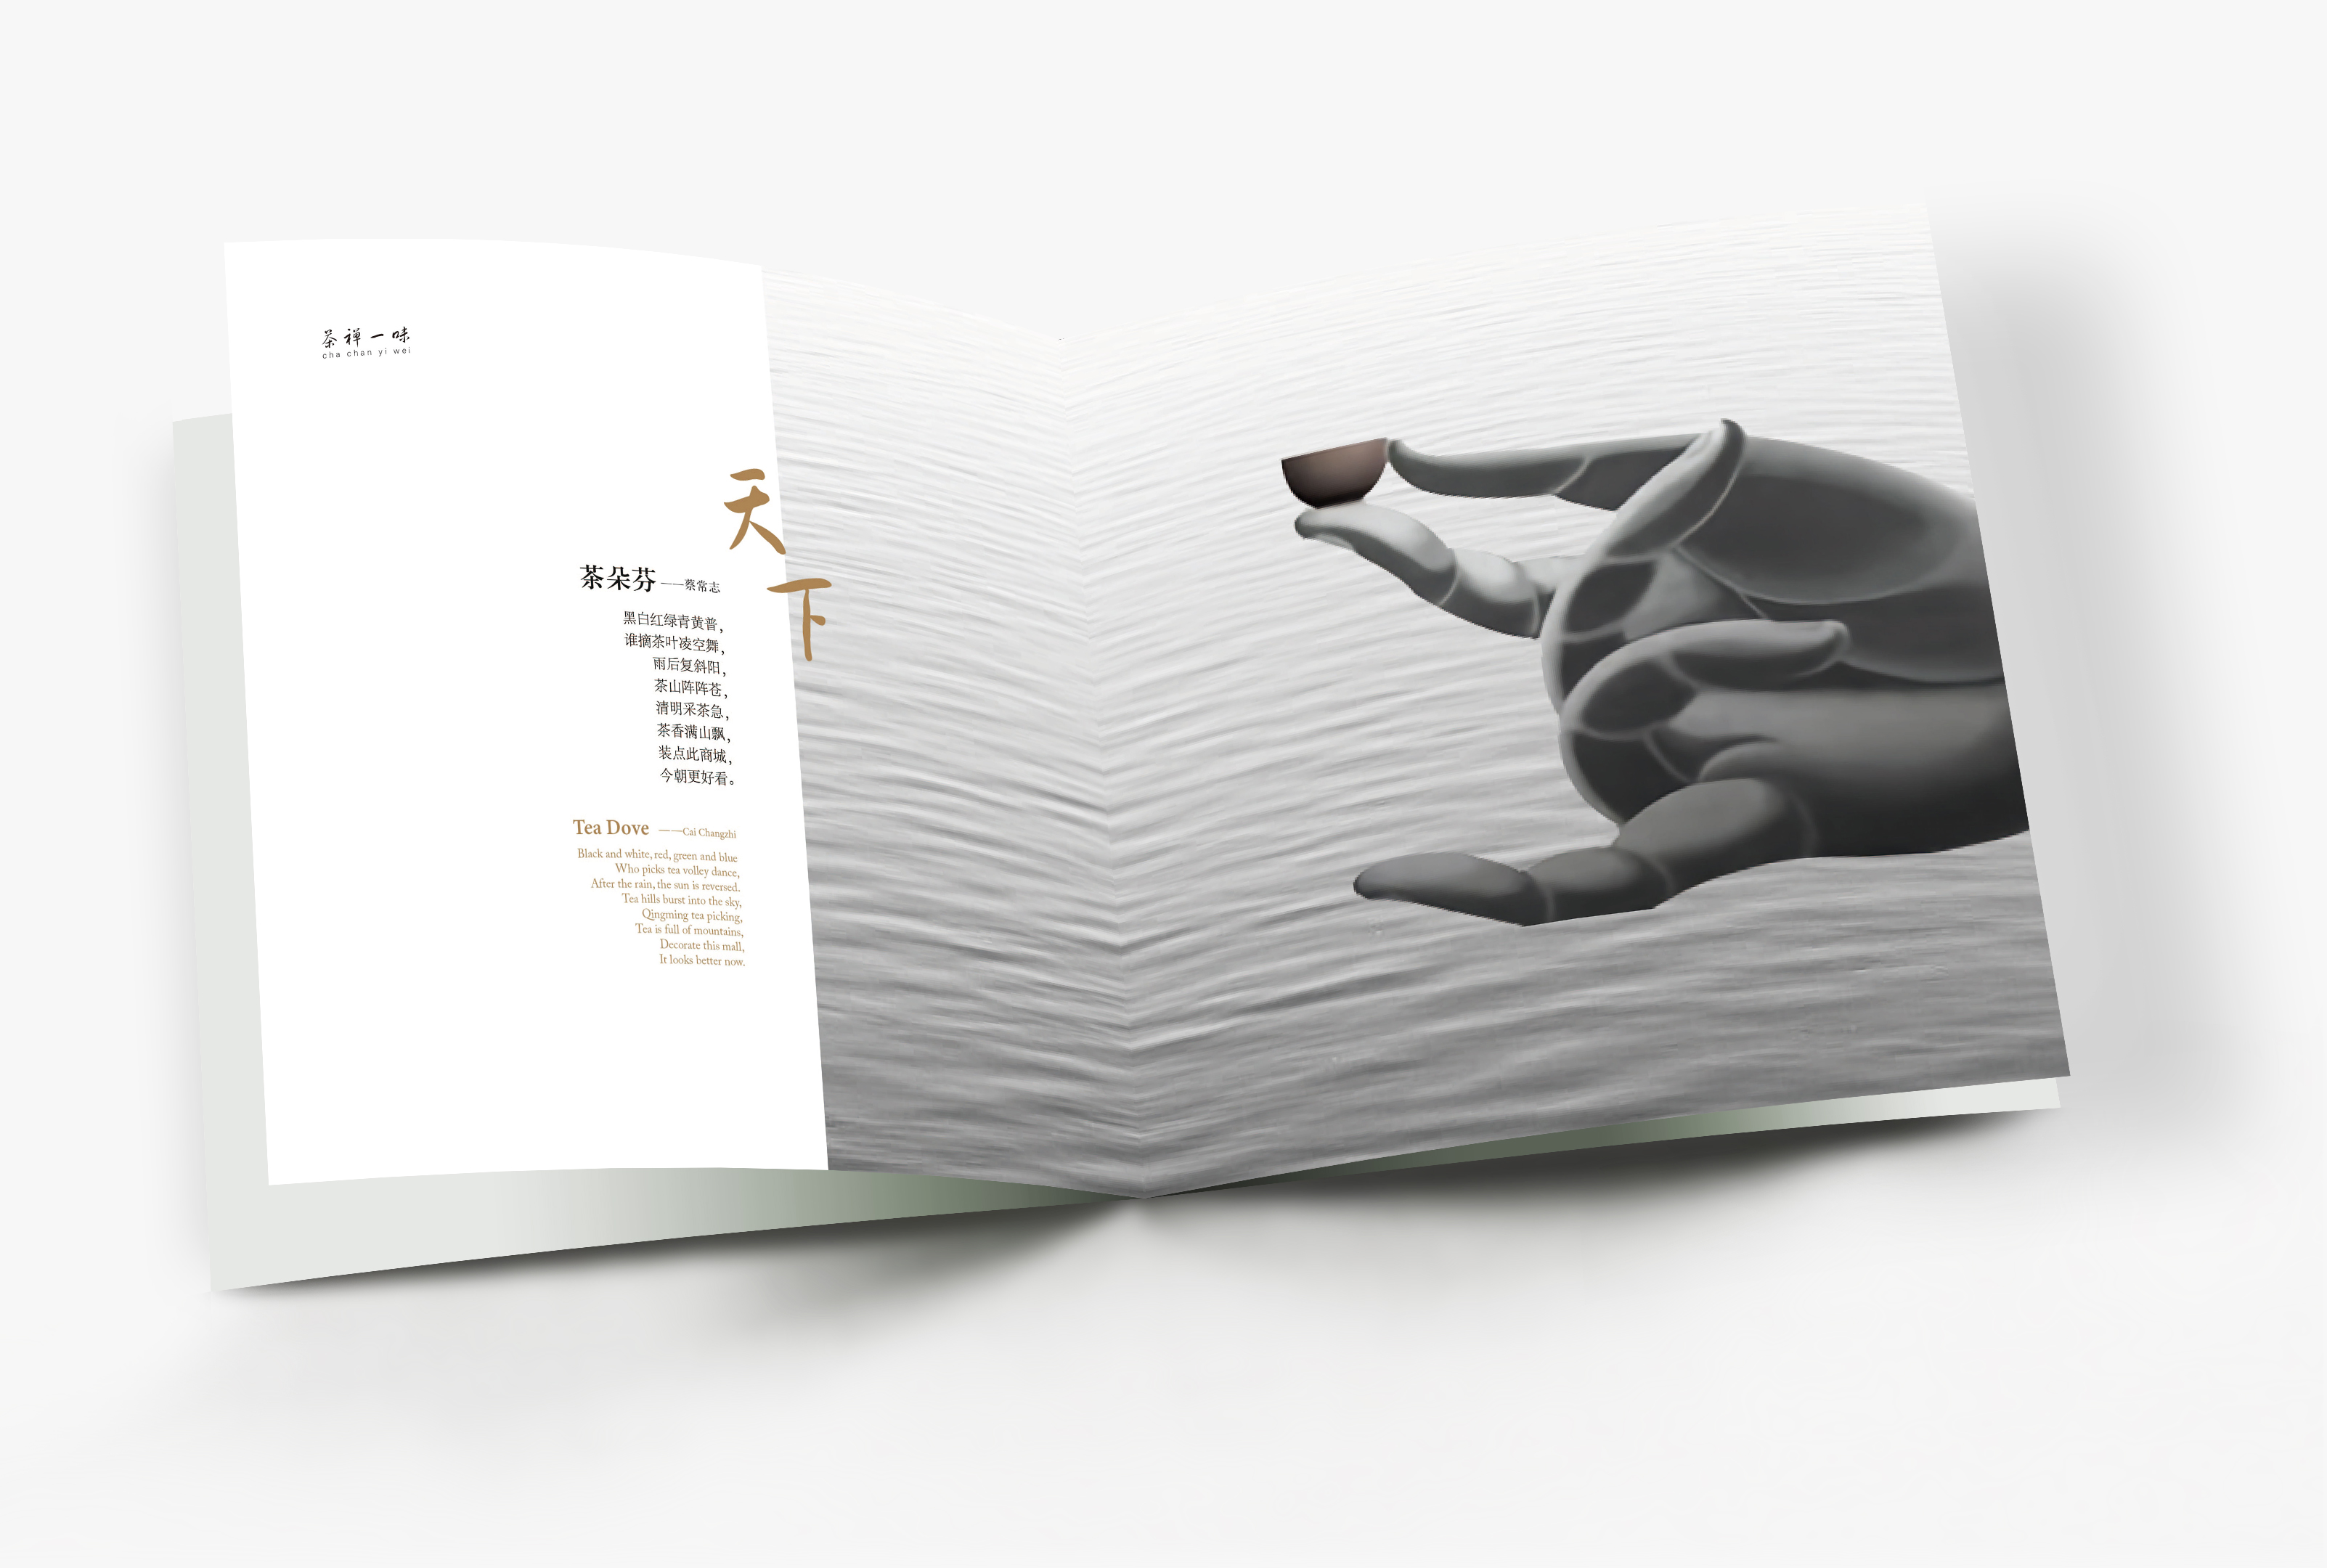 茶禅一味
cha chan yi wei
天
下
茶朵芬 ——蔡常志
黑白红绿青黄普，
谁摘茶叶凌空舞，
雨后复斜阳，
茶山阵阵苍，
清明采茶急，
茶香满山飘，
装点此商城，
今朝更好看。
Tea Dove ——Cai Changzhi
Black and white, red, green and blue
Who picks tea volley dance,
After the rain, the sun is reversed.
Tea hills burst into the sky,
Qingming tea picking,
Tea is full of mountains,
Decorate this mall,
It looks better now.